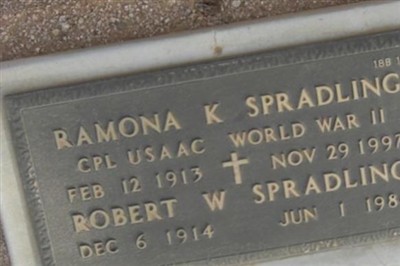 RAMONA K SPRADLING
CPL USAAC WORLD WAR II
FEB 12 1913 NOV 29 1997
ROBERT W SPRADLING
DEC 6 1914 JUN 1